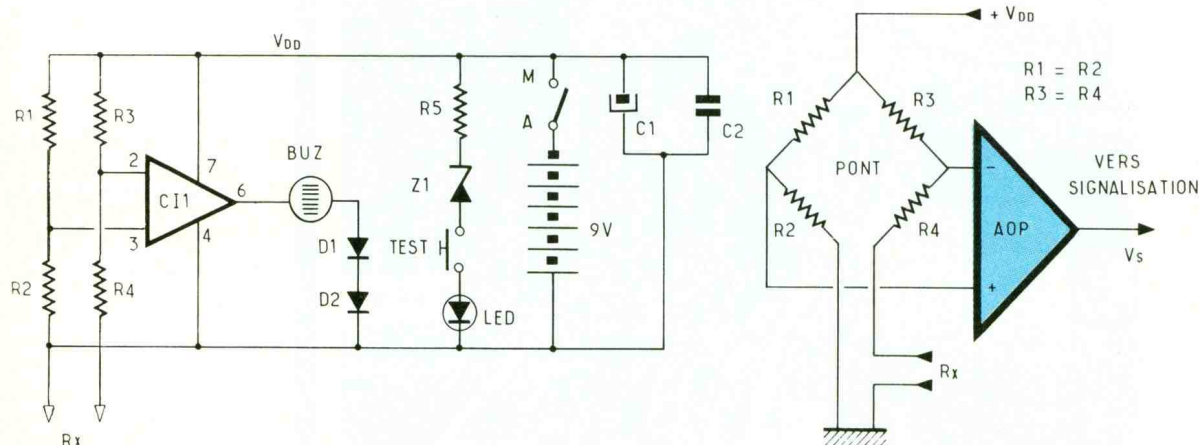 VDD
R1
R3
2
7
CI1
6
3
4
R2
R4
Rx
BUZ
D1
D2
R5
Z1
TEST
LED
M
A
9V
C1
C2
+ VDD
R1 = R2
R3 = R4
R1
R3
PONT
R2
R4
-
+
AOP
VERS
SIGNALISATION
Vs
Rx